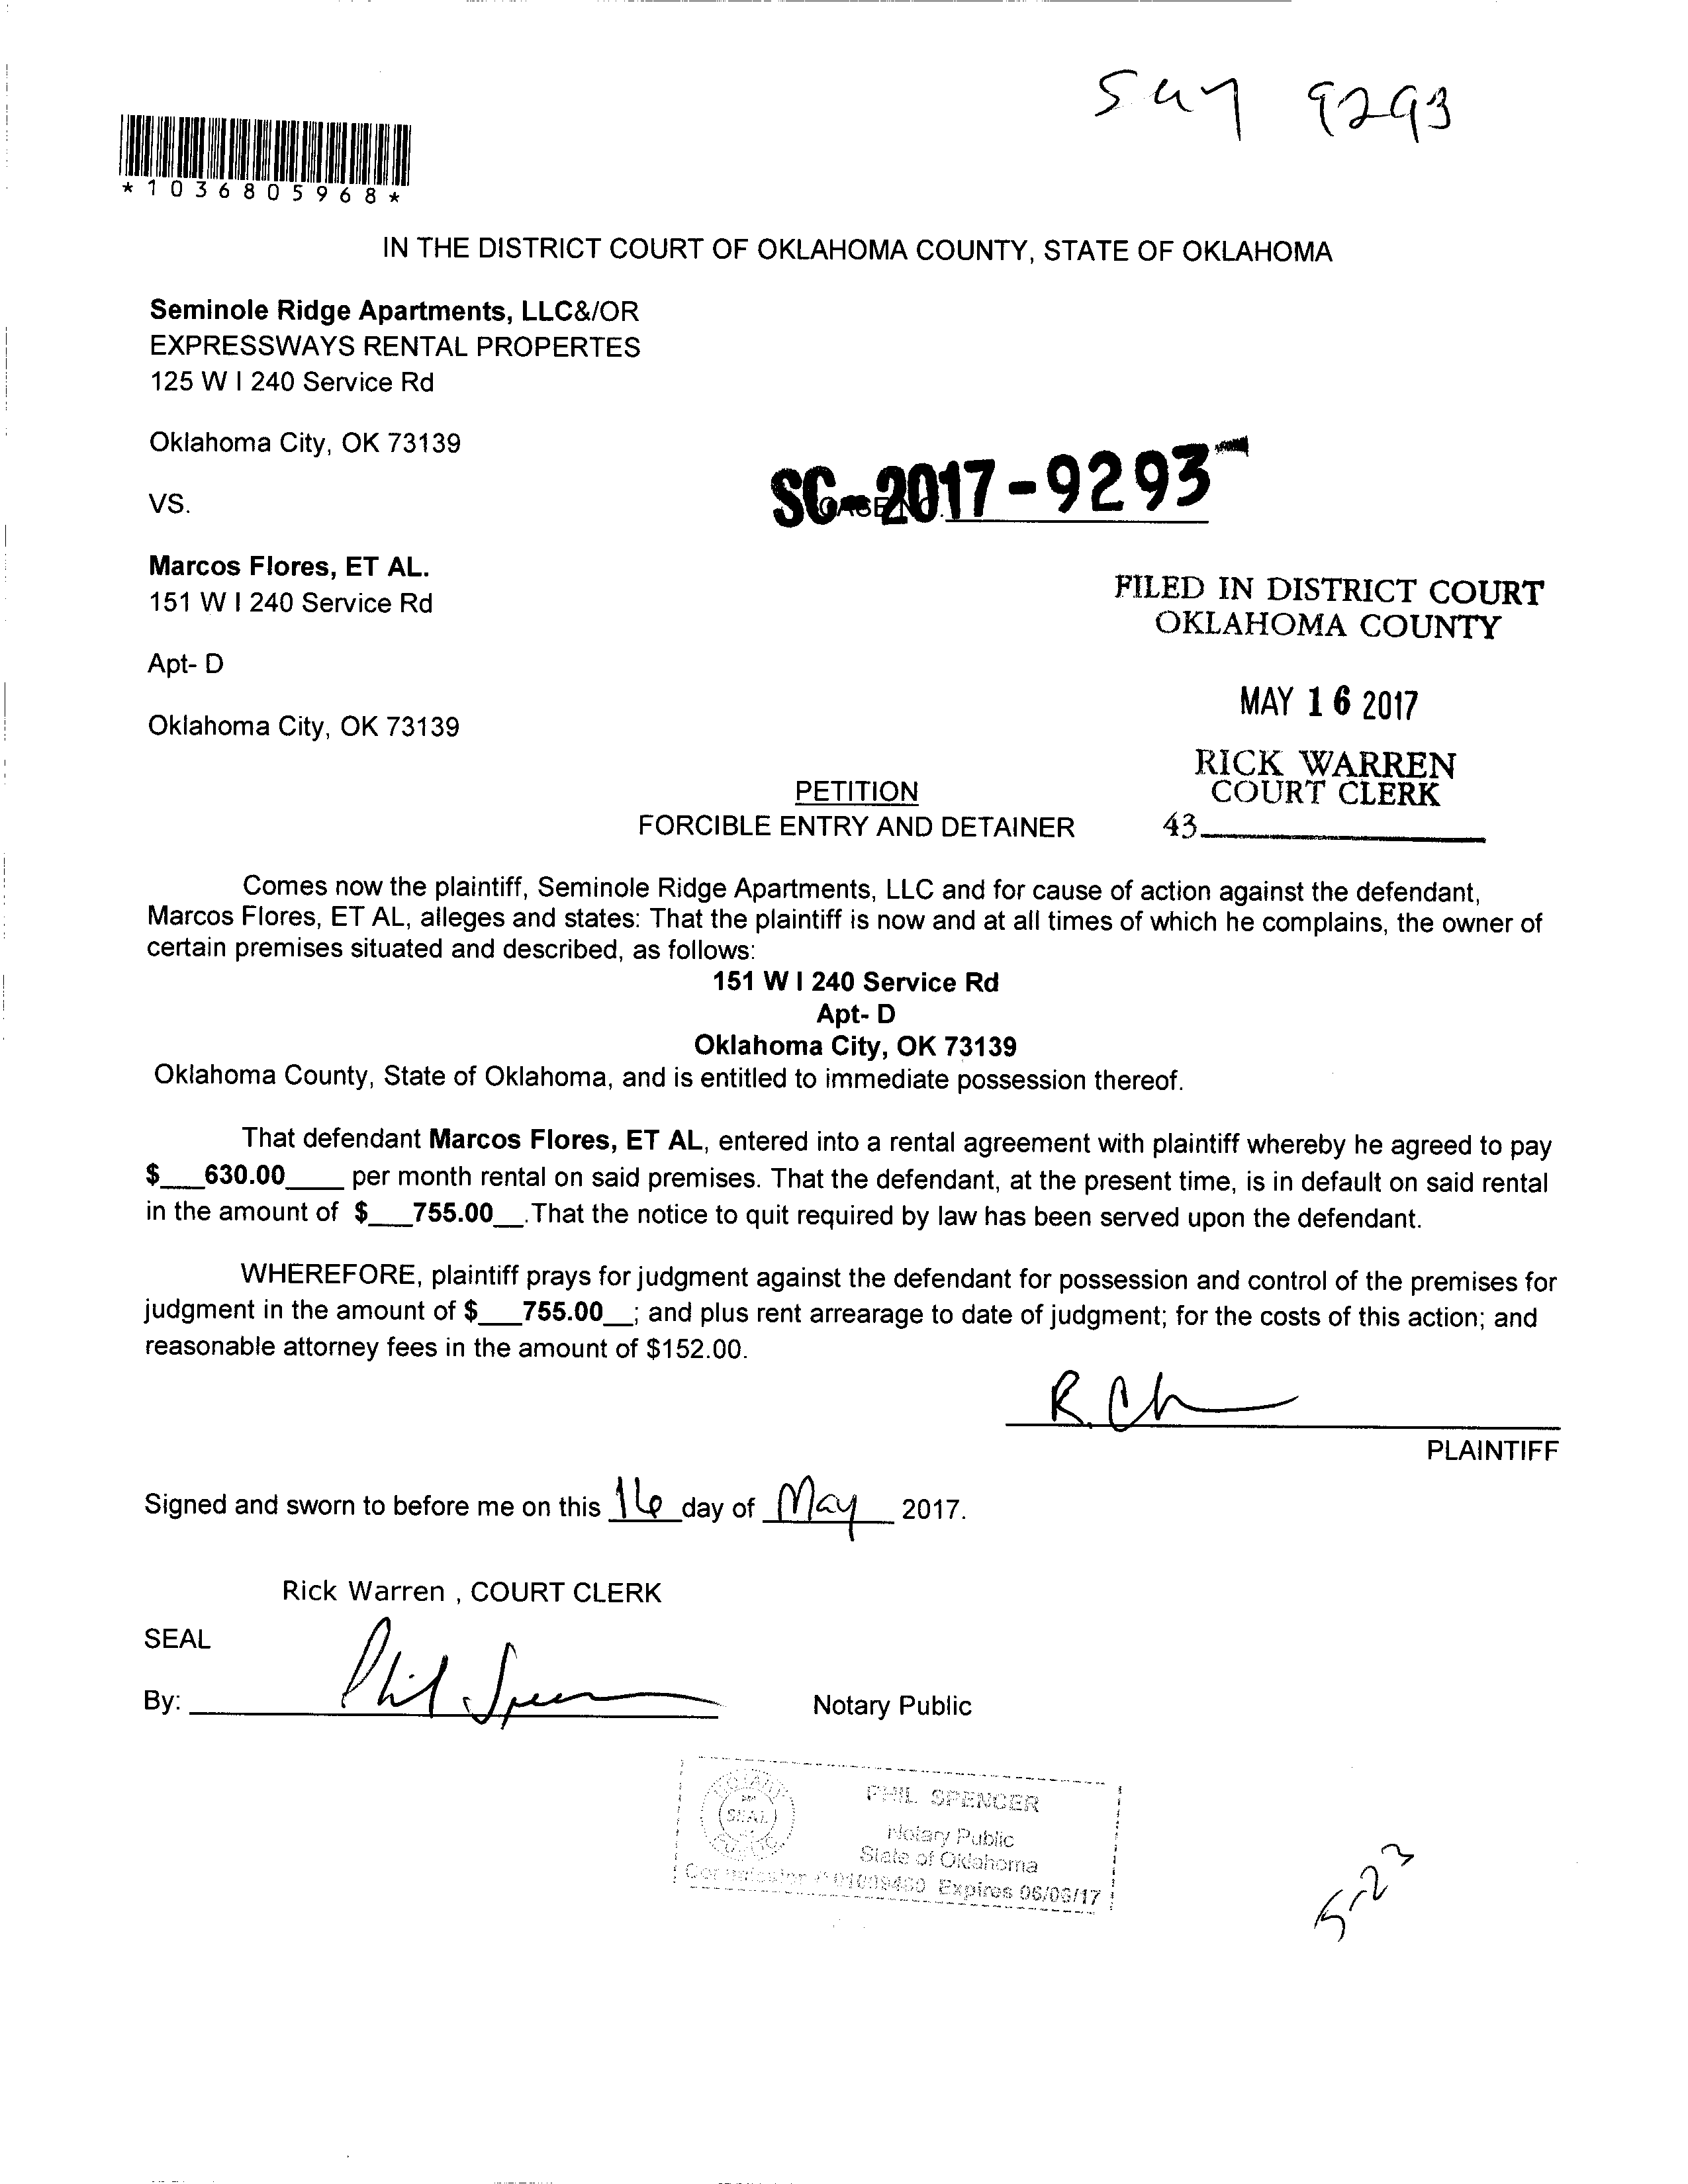 9293
*1036805968*
IN THE DISTRICT COURT OF OKLAHOMA COUNTY, STATE OF OKLAHOMA
Seminole Ridge Apartments, LLC&/OR
EXPRESSWAYS RENTAL PROPERTES
125 W I 240 Service Rd
Oklahoma City, OK 73139
VS.
CASE NO. SC-2017-9293
Marcos Flores, ET AL.
151 W I 240 Service Rd
Apt- D
Oklahoma City, OK 73139
FILED IN DISTRICT COURT
OKLAHOMA COUNTY
MAY 16 2017
RICK WARREN
COURT CLERK
43
PETITION
FORCIBLE ENTRY AND DETAINER
Comes now the plaintiff, Seminole Ridge Apartments, LLC and for cause of action against the defendant,
Marcos Flores, ET AL, alleges and states: That the plaintiff is now and at all times of which he complains, the owner of
certain premises situated and described, as follows:
151 W I 240 Service Rd
Apt- D
Oklahoma City, OK 73139
Oklahoma County, State of Oklahoma, and is entitled to immediate possession thereof.
That defendant Marcos Flores, ET AL, entered into a rental agreement with plaintiff whereby he agreed to pay
$___630.00____ per month rental on said premises. That the defendant, at the present time, is in default on said rental
in the amount of $___755.00__.That the notice to quit required by law has been served upon the defendant.
WHEREFORE, plaintiff prays for judgment against the defendant for possession and control of the premises for
judgment in the amount of $___755.00__; and plus rent arrearage to date of judgment; for the costs of this action; and
reasonable attorney fees in the amount of $152.00.
R. Ch
PLAINTIFF
Signed and sworn to before me on this 16 day of May 2017.
Rick Warren , COURT CLERK
SEAL
By: Phil Spencer Notary Public
NOTARY
SEAL
PUBLIC
PHIL SPENCER
Notary Public
State of Oklahoma
Commission # Expires 06/06/17
5-23